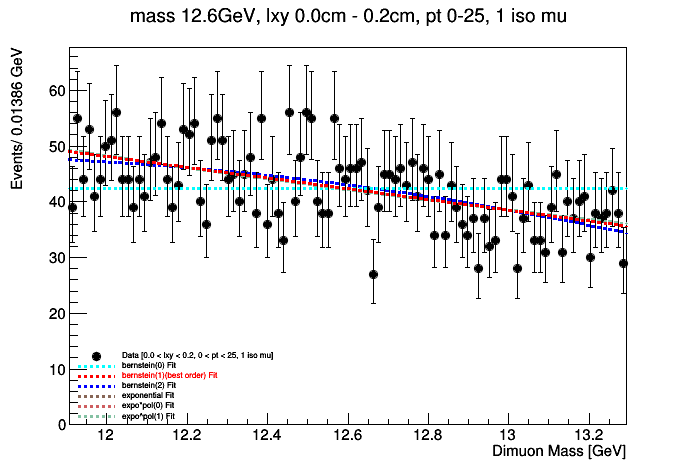 mass 12.6GeV, lxy 0.0cm - 0.2cm, pt 0-25, 1 iso mu
Events/ 0.01386 GeV
60
50
40
30
20
10
0
Data [0.0 < lxy < 0.2, 0 < pt < 25, 1 iso mu]
bernstein(0) Fit
bernstein(1)(best order) Fit
bernstein(2) Fit
exponential Fit
expo*pol(0) Fit
expo*pol(1) Fit
12 12.2 12.4 12.6 12.8 13 13.2
Dimuon Mass [GeV]